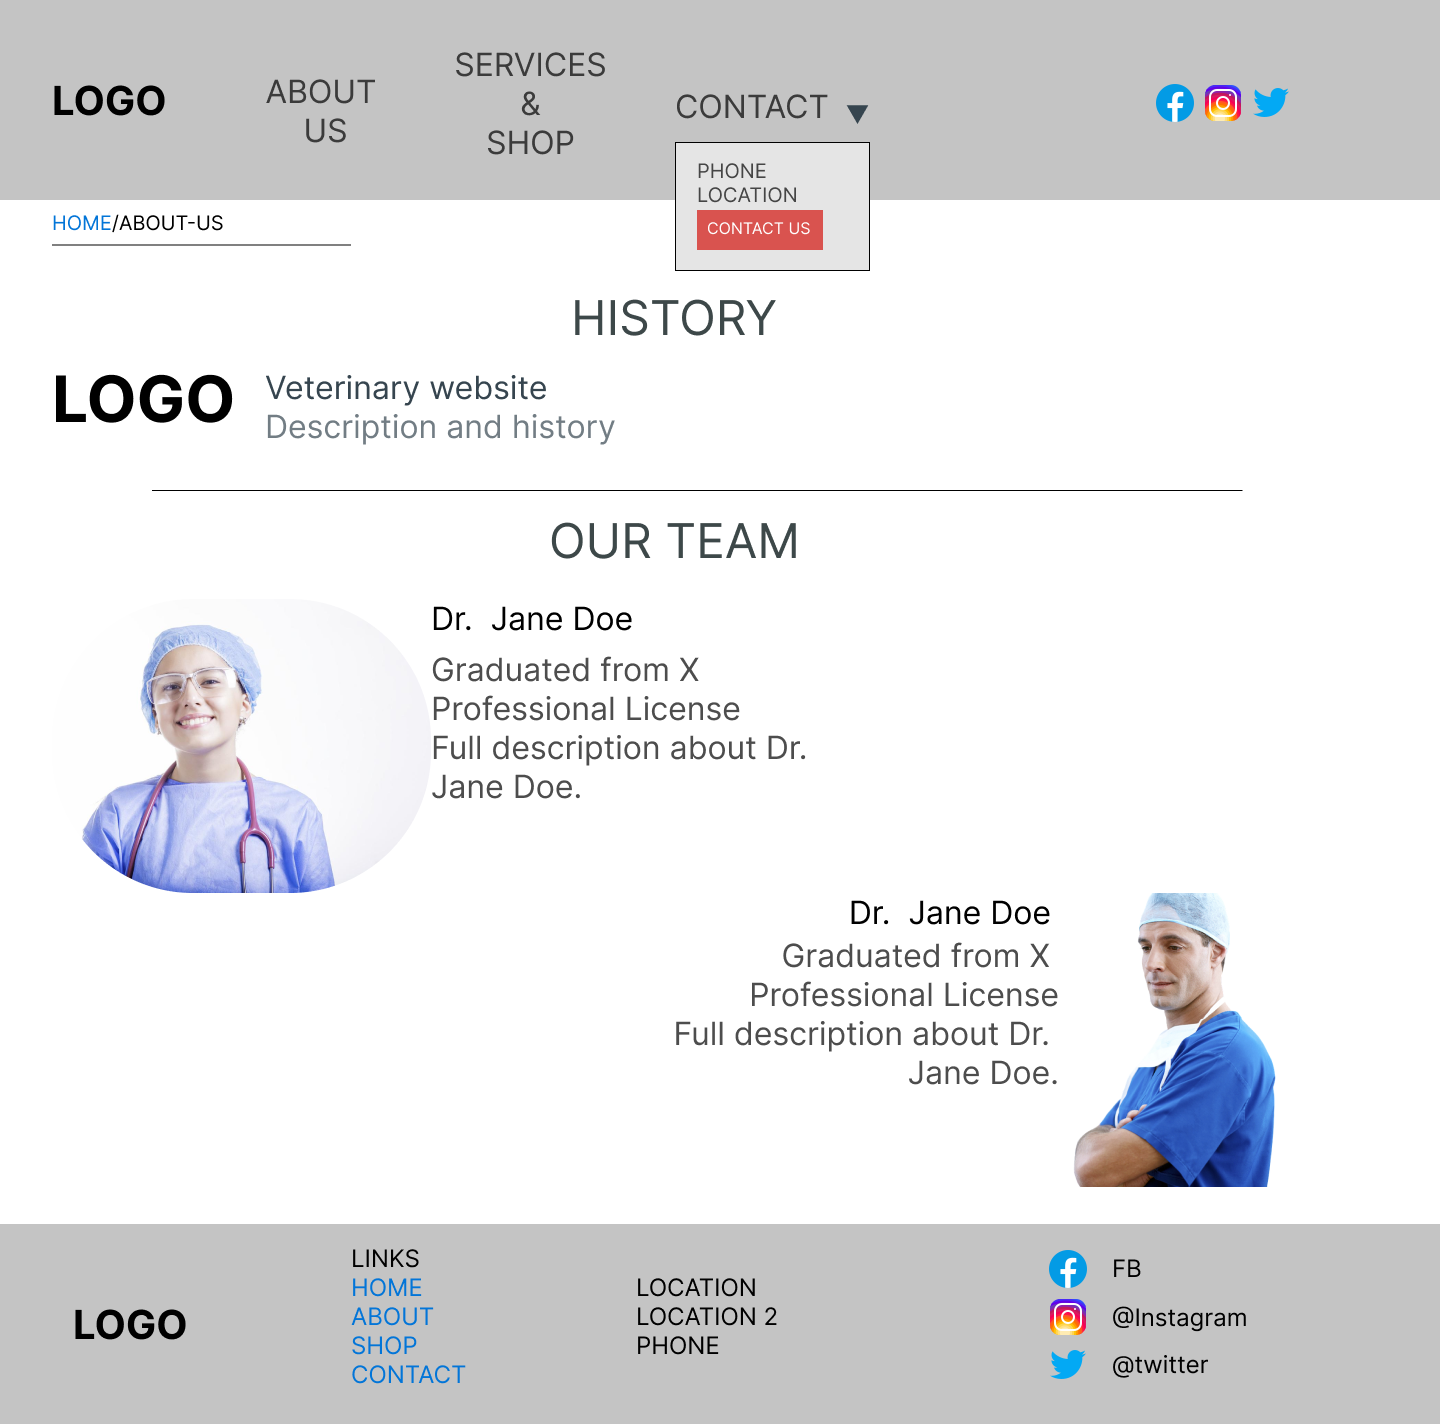 LOGO
ABOUT
US
SERVICES
&
SHOP
CONTACT
PHONE
LOCATION
CONTACT US
HOME/ABOUT-US
HISTORY
LOGO
Veterinary website
Description and history
OUR TEAM
Dr. Jane Doe
Graduated from X
Professional License
Full description about Dr.
Jane Doe.
Dr. Jane Doe
Graduated from X
Professional License
Full description about Dr.
Jane Doe.
LOGO
LINKS
HOME
ABOUT
SHOP
CONTACT
LOCATION
LOCATION 2
PHONE
FB
@Instagram
@twitter